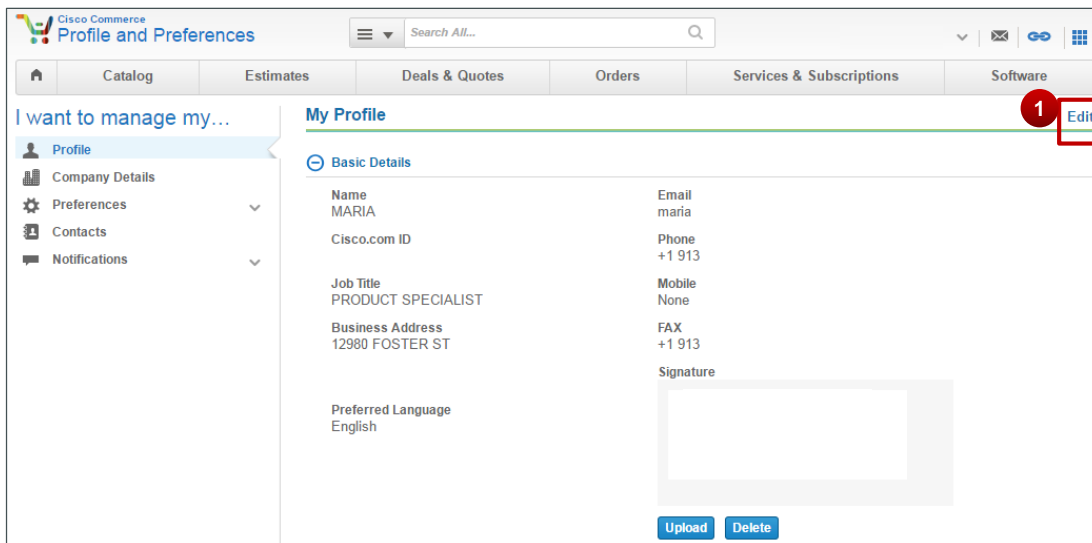 Cisco Commerce
Profile and Preferences
Search All...
Catalog Estimates Deals & Quotes Orders Services & Subscriptions Software
I want to manage my...
Profile
Company Details
Preferences
Contacts
Notifications
My Profile
1
Edit
Basic Details
Name
MARIA
Email
maria
Cisco.com ID
Phone
+1 913
Job Title
PRODUCT SPECIALIST
Mobile
None
Business Address
12980 FOSTER ST
FAX
+1 913
Signature
Preferred Language
English
Upload Delete